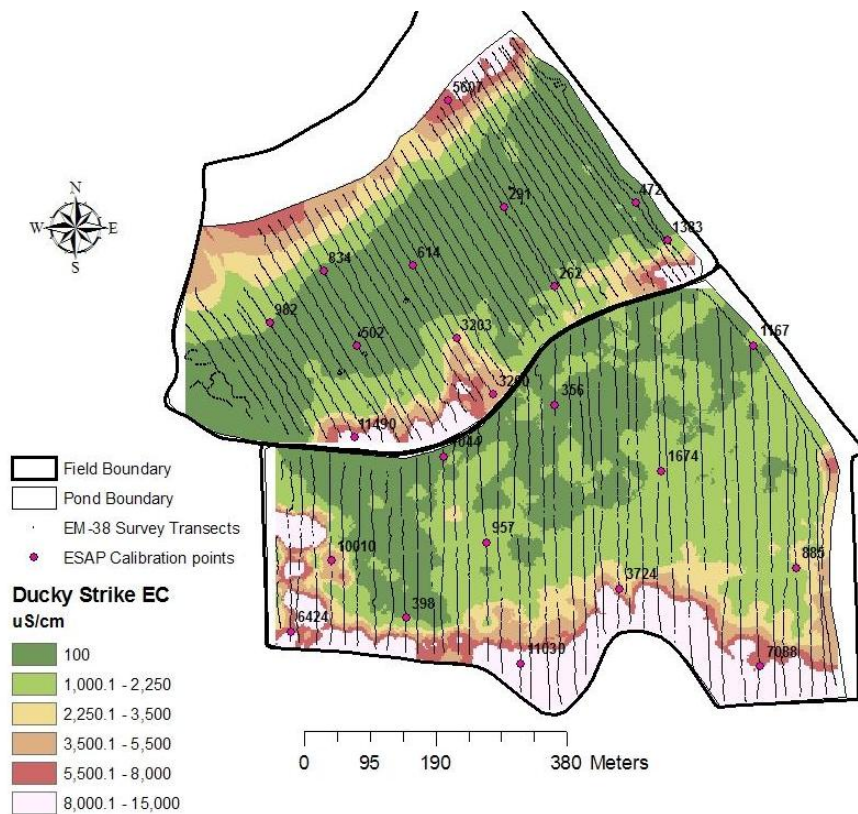 5607
291
472
1383
834
614
262
982
502
3203
1167
3260
356
11490
1044
1674
957
10010
885
3724
398
6424
11030
7088
N
W E
S
Field Boundary
Pond Boundary
EM-38 Survey Transects
ESAP Calibration points
Ducky Strike EC
uS/cm
100
1,000.1 - 2,250
2,250.1 - 3,500
3,500.1 - 5,500
5,500.1 - 8,000
8,000.1 - 15,000
0 95 190 380 Meters